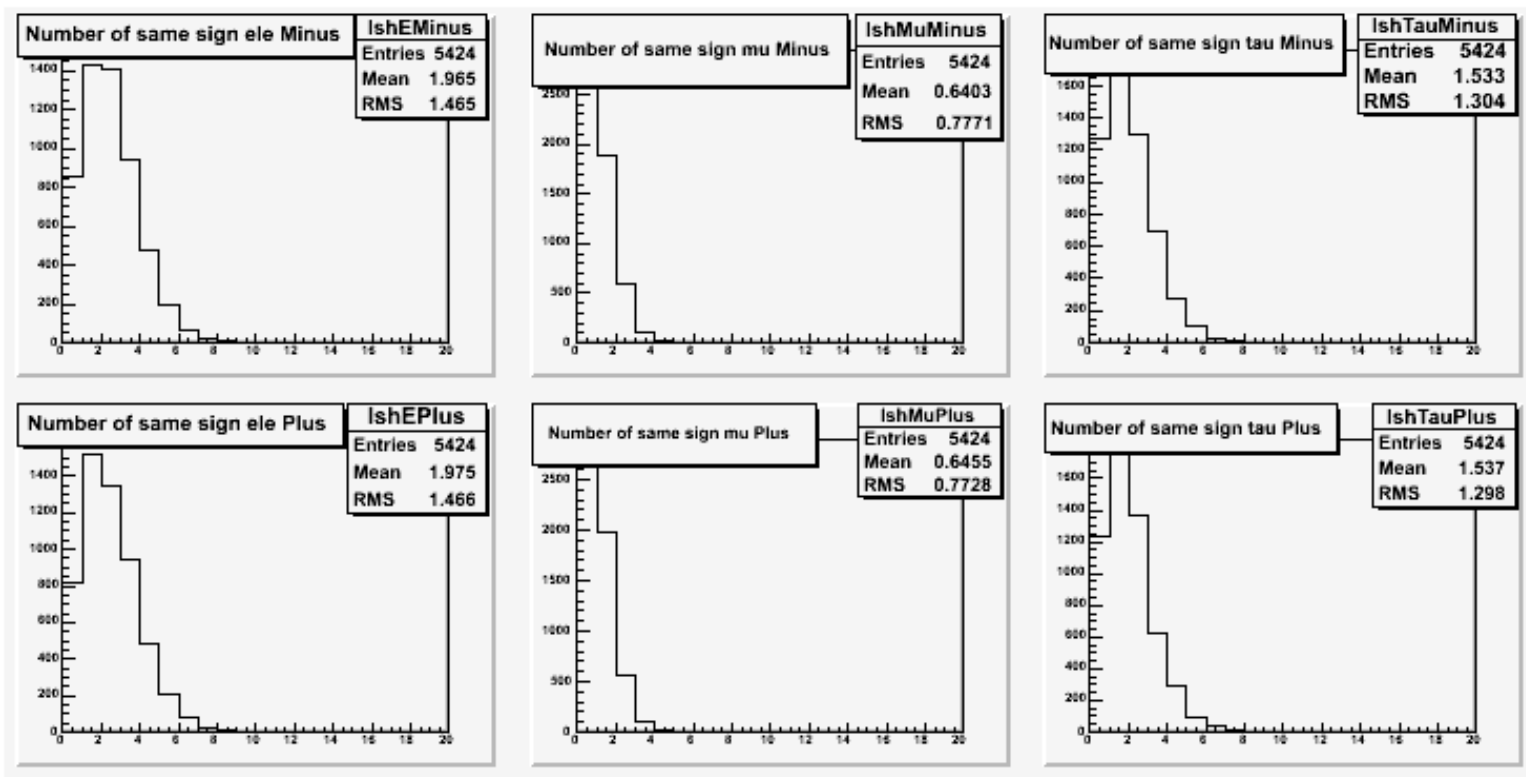 Number of same sign ele Minus
IshEMinus
Entries 5424
Mean 1.965
RMS 1.465
1400
1200
1000
800
600
400
200
0
0 2 4 6 8 10 12 14 16 18 20
Number of same sign mu Minus
IshMuMinus
Entries 5424
Mean 0.6403
RMS 0.7771
2500
2000
1500
1000
500
0
0 2 4 6 8 10 12 14 16 18 20
Number of same sign tau Minus
IshTauMinus
Entries 5424
Mean 1.533
RMS 1.304
1600
1400
1200
1000
800
600
400
200
0
0 2 4 6 8 10 12 14 16 18 20
Number of same sign ele Plus
IshEPlus
Entries 5424
Mean 1.975
RMS 1.466
1400
1200
1000
800
600
400
200
0
0 2 4 6 8 10 12 14 16 18 20
Number of same sign mu Plus
IshMuPlus
Entries 5424
Mean 0.6455
RMS 0.7728
2500
2000
1500
1000
500
0
0 2 4 6 8 10 12 14 16 18 20
Number of same sign tau Plus
IshTauPlus
Entries 5424
Mean 1.537
RMS 1.298
1600
1400
1200
1000
800
600
400
200
0
0 2 4 6 8 10 12 14 16 18 20